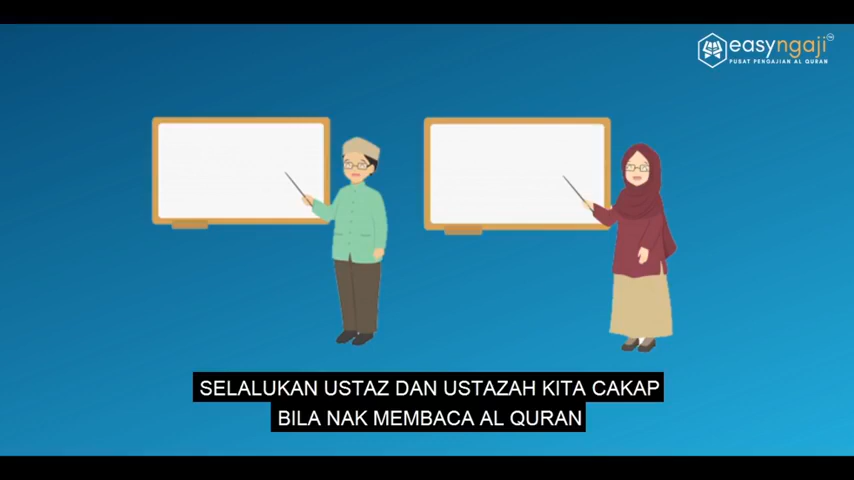 easyngaji
PUSAT PENGAJIAN AL QURAN
SELALUKAN USTAZ DAN USTAZAH KITA CAKAP
BILA NAK MEMBACA AL QURAN